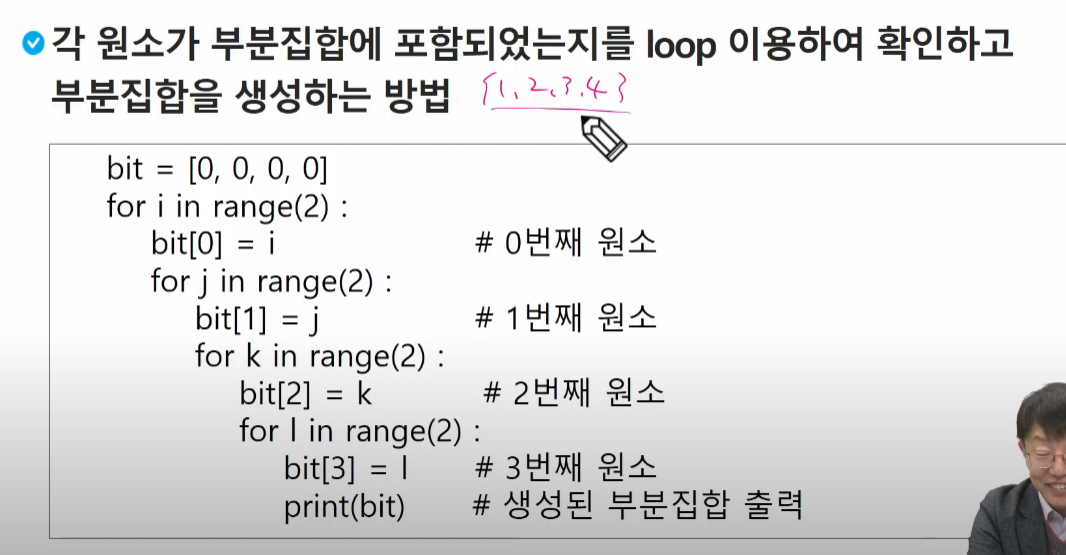 각 원소가 부분집합에 포함되었는지를 loop 이용하여 확인하고
부분집합을 생성하는 방법 {1, 2, 3, 4}
bit = [0, 0, 0, 0]
for i in range(2) :
bit[0] = i # 0번째 원소
for j in range(2) :
bit[1] = j # 1번째 원소
for k in range(2) :
bit[2] = k # 2번째 원소
for l in range(2) :
bit[3] = l # 3번째 원소
print(bit) # 생성된 부분집합 출력